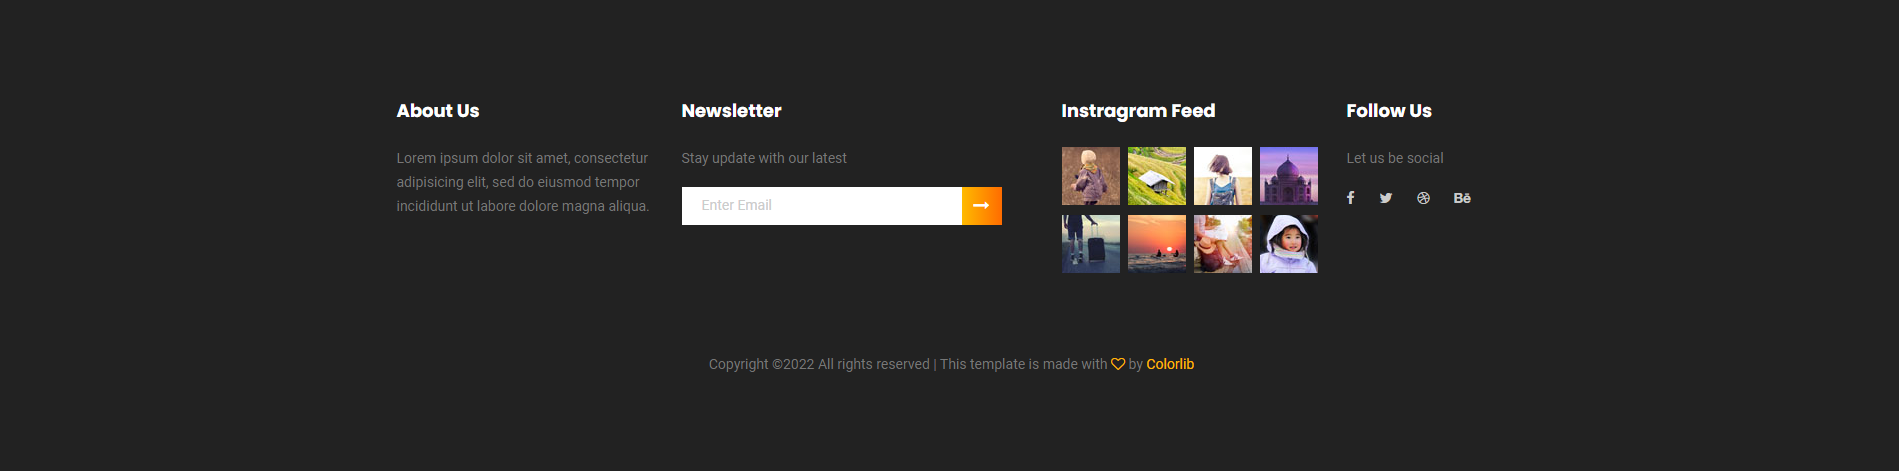 About Us
Lorem ipsum dolor sit amet, consectetur
adipisicing elit, sed do eiusmod tempor
incididunt ut labore dolore magna aliqua.
Newsletter
Stay update with our latest
Enter Email
Instragram Feed
Follow Us
Let us be social
Copyright ©2022 All rights reserved | This template is made with ♡ by Colorlib